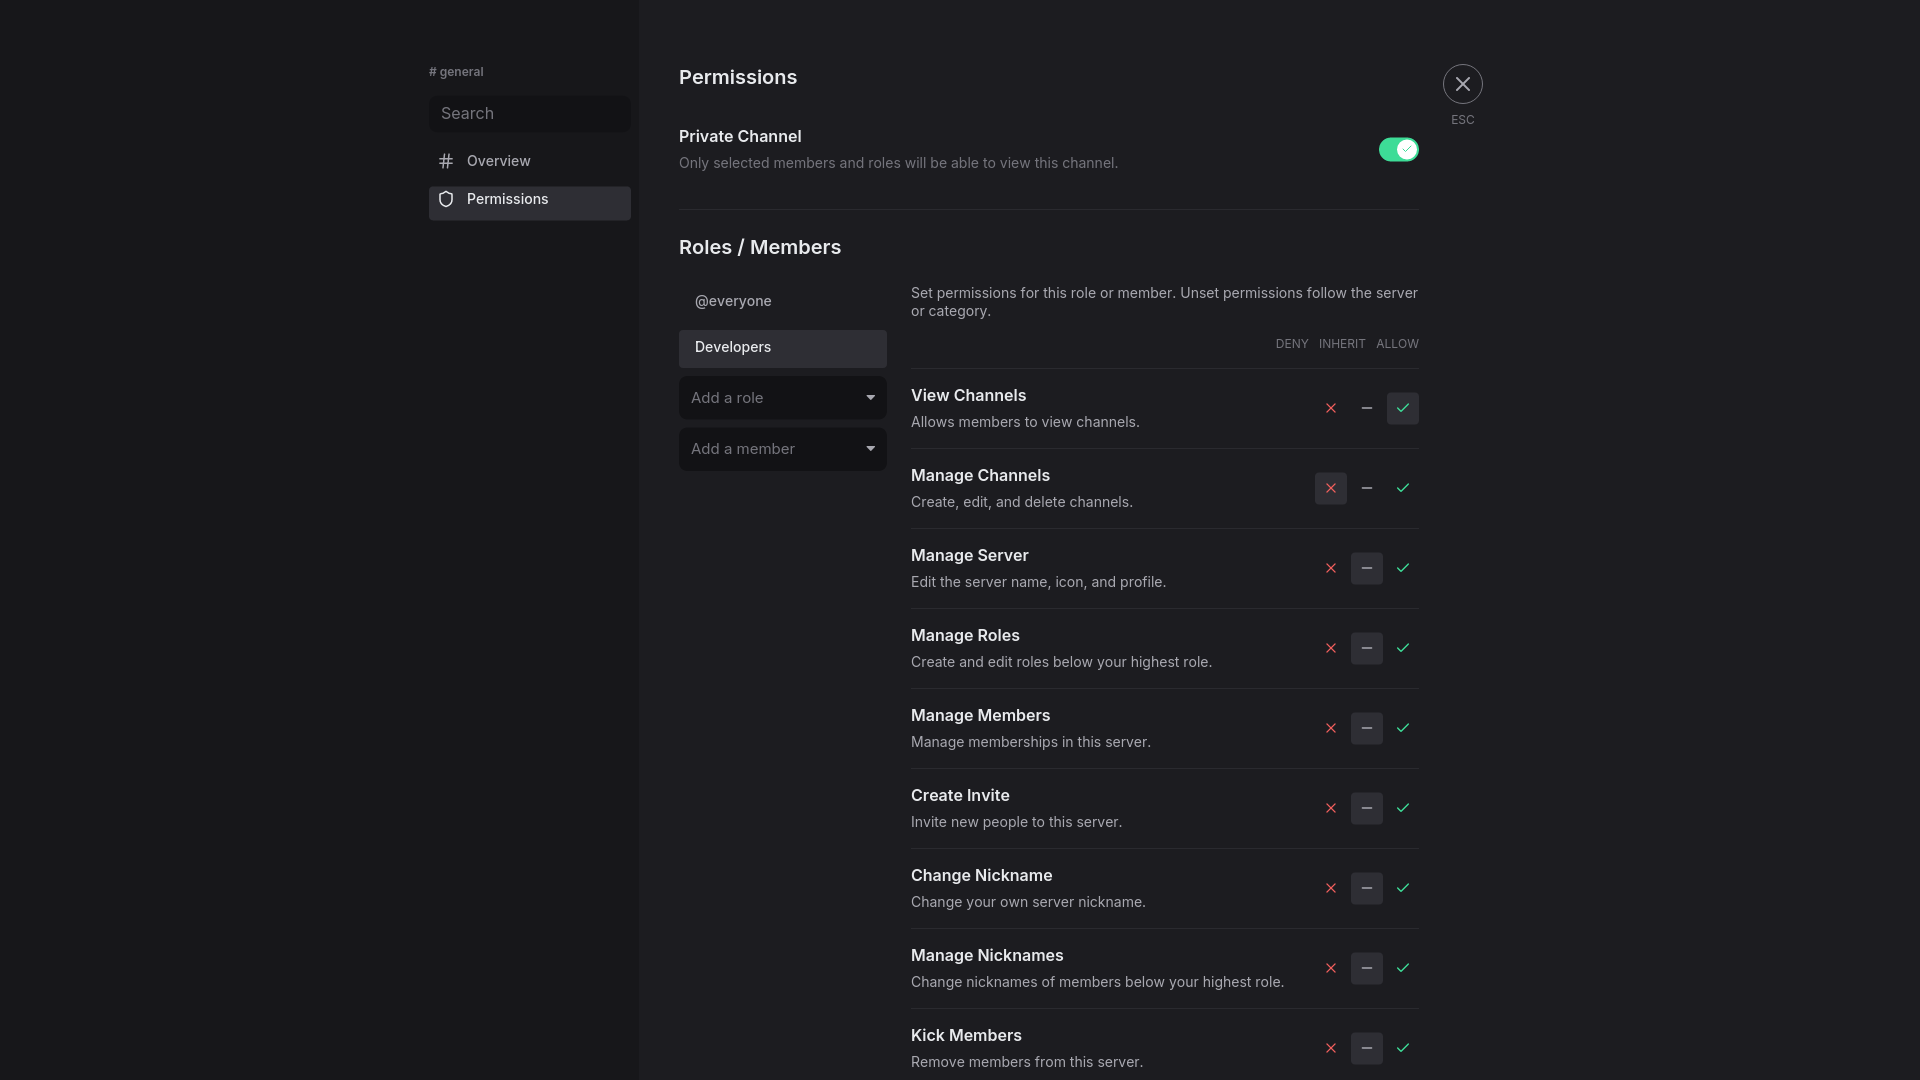 # general
Search
Overview
Permissions
Permissions
ESC
Private Channel
Only selected members and roles will be able to view this channel.
Roles / Members
@everyone
Developers
Add a role
Add a member
Set permissions for this role or member. Unset permissions follow the server
or category.
DENY INHERIT ALLOW
View Channels
Allows members to view channels.
Manage Channels
Create, edit, and delete channels.
Manage Server
Edit the server name, icon, and profile.
Manage Roles
Create and edit roles below your highest role.
Manage Members
Manage memberships in this server.
Create Invite
Invite new people to this server.
Change Nickname
Change your own server nickname.
Manage Nicknames
Change nicknames of members below your highest role.
Kick Members
Remove members from this server.